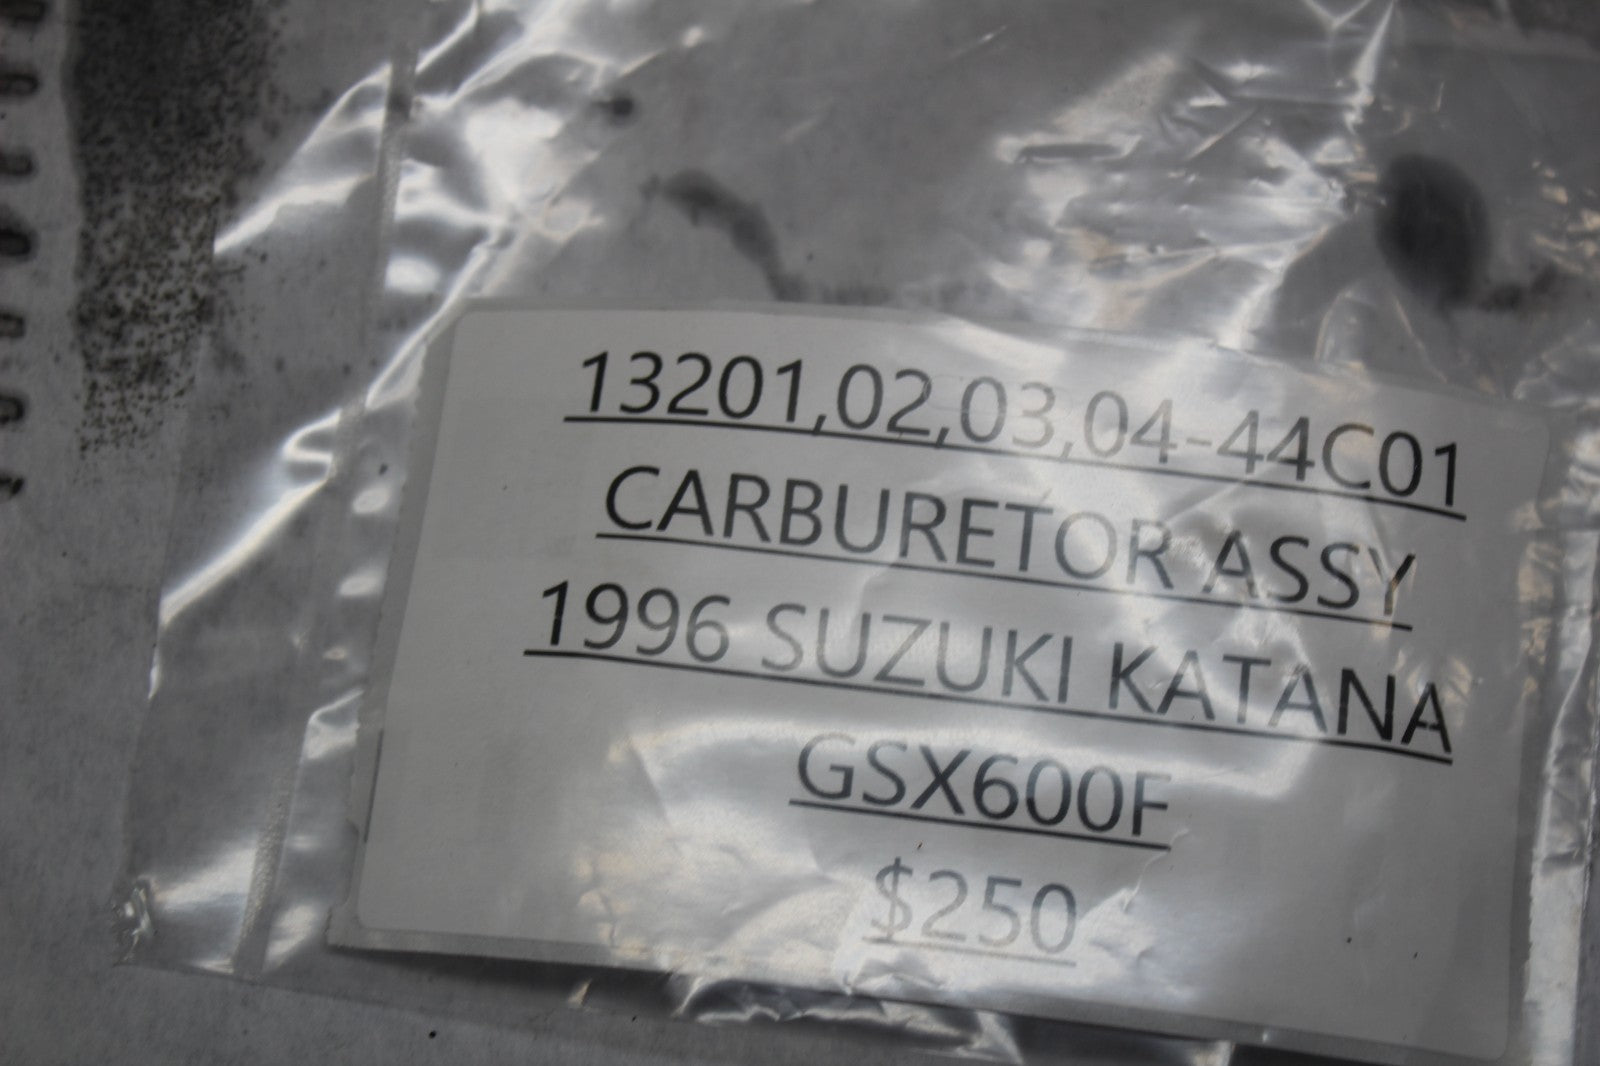 13201,02,03,04-44C01
CARBURETOR ASSY
1996 SUZUKI KATANA
GSX600F
$250